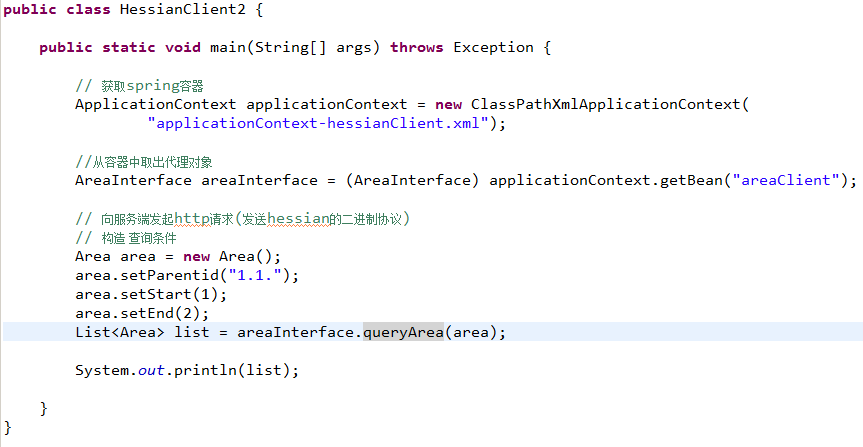 public class HessianClient2 {
public static void main(String[] args) throws Exception {
// 获取spring容器
ApplicationContext applicationContext = new ClassPathXmlApplicationContext(
"applicationContext-hessianClient.xml");
//从容器中取出代理对象
AreaInterface areaInterface = (AreaInterface) applicationContext.getBean("areaClient");
// 向服务端发起http请求(发送hessian的二进制协议)
// 构造 查询条件
Area area = new Area();
area.setParentid("1.1.");
area.setStart(1);
area.setEnd(2);
List<Area> list = areaInterface.queryArea(area);
System.out.println(list);
}
}